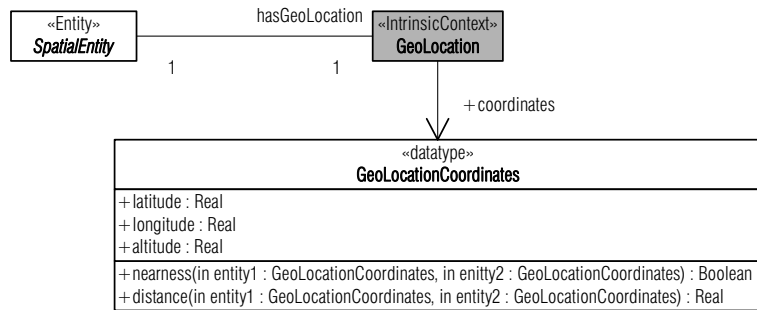 hasGeoLocation
«Entity»
SpatialEntity
«IntrinsicContext»
GeoLocation
1
1
+coordinates
«datatype»
GeoLocationCoordinates
+latitude : Real
+longitude : Real
+altitude : Real
+nearness(in entity1 : GeoLocationCoordinates, in enitty2 : GeoLocationCoordinates) : Boolean
+distance(in entity1 : GeoLocationCoordinates, in entity2 : GeoLocationCoordinates) : Real